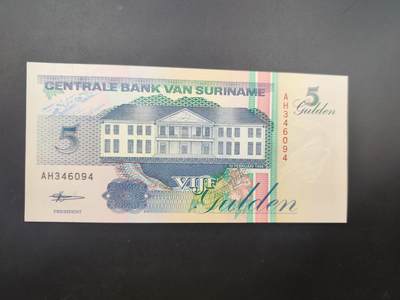 CENTRALE BANK VAN SURINAME
5
Gulden
AH346094
5
AH346094
PRESIDENT
VIJF
Gulden